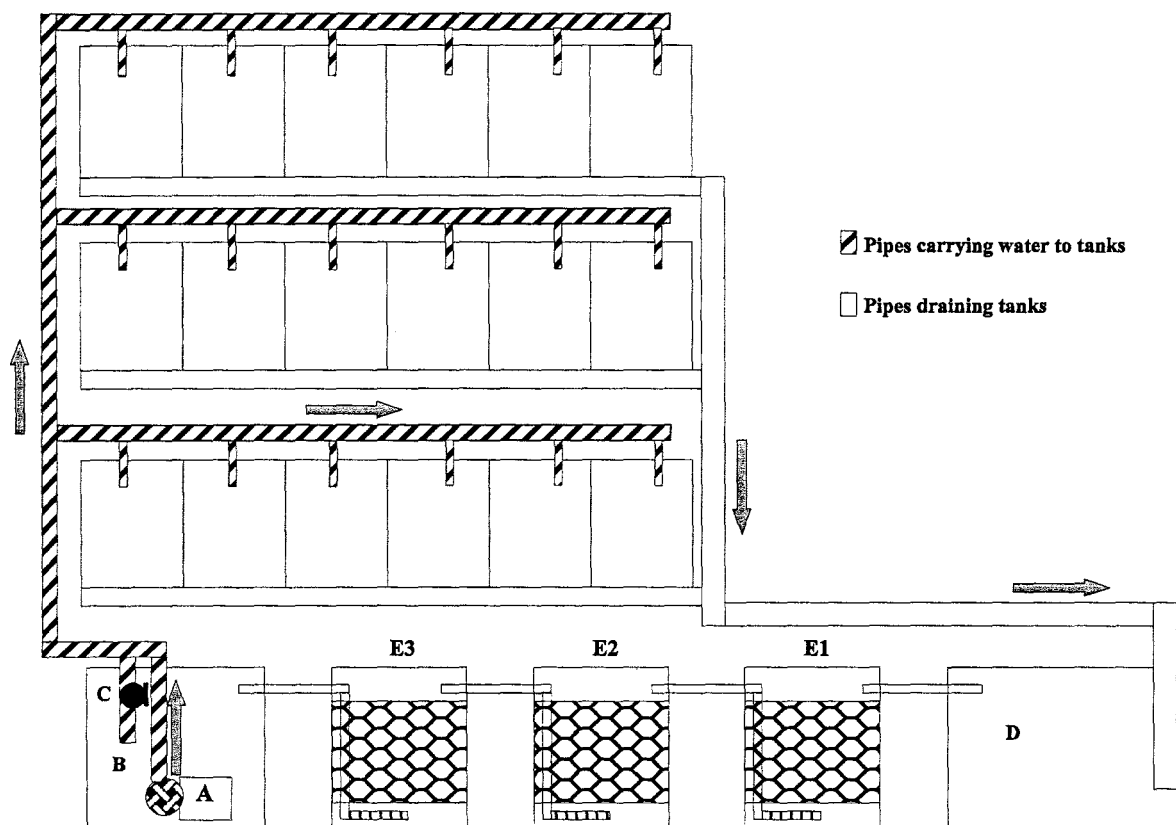 Pipes carrying water to tanks
Pipes draining tanks
E3
E2
E1
C
D
B
A